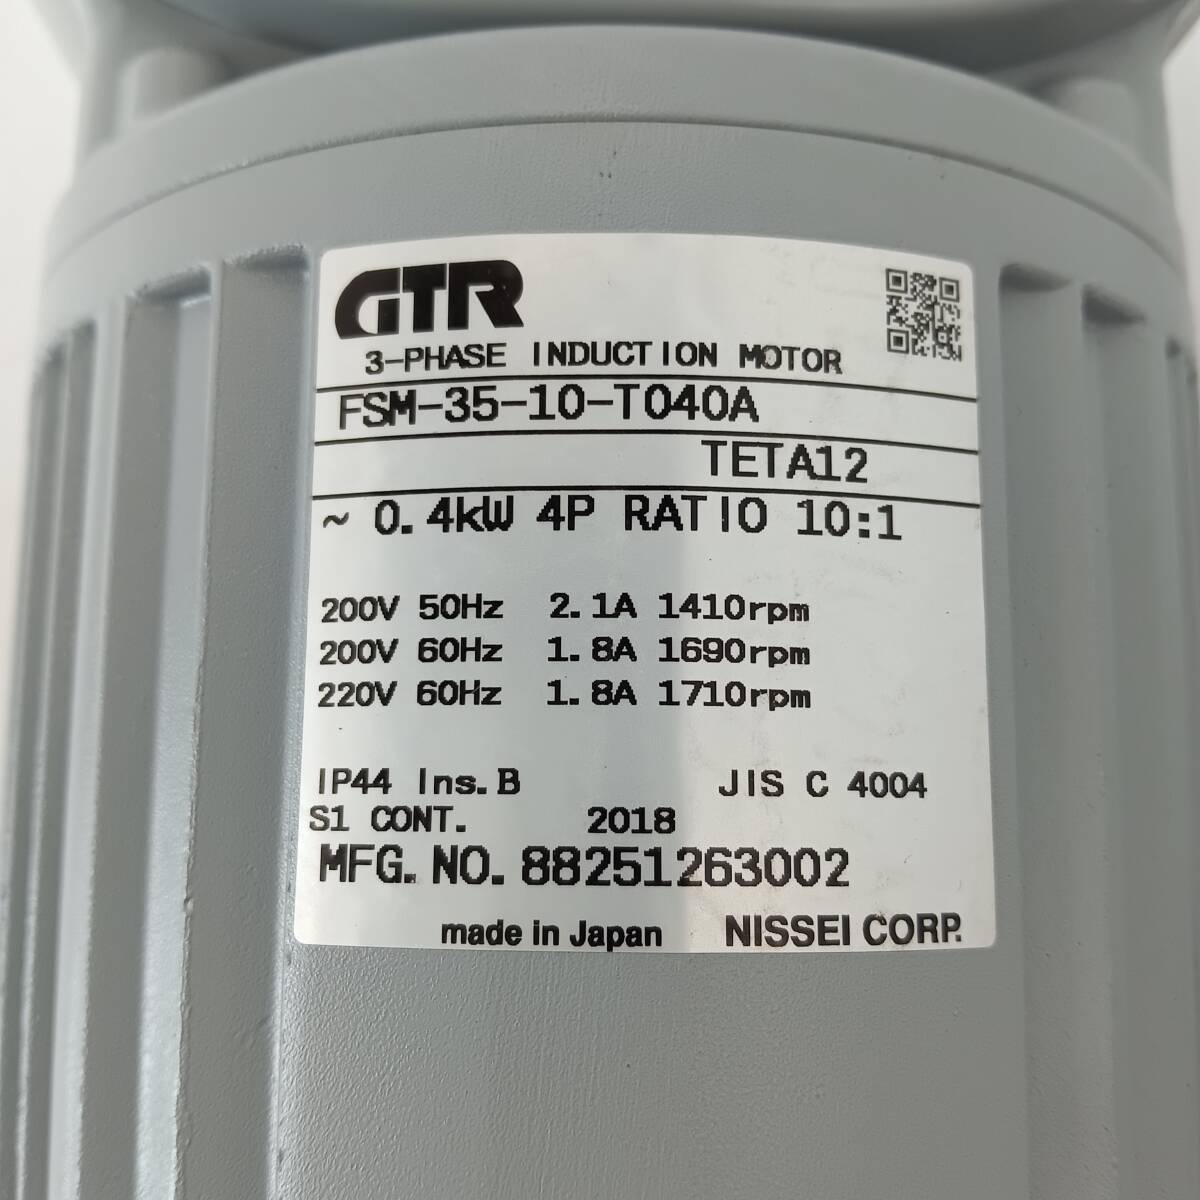 GTR
3-PHASE INDUCTION MOTOR
FSM-35-10-T040A
TETA12
~ 0.4kW 4P RATIO 10:1
200V 50Hz 2.1A 1410rpm
200V 60Hz 1.8A 1690rpm
220V 60Hz 1.8A 1710rpm
IP44 Ins.B JIS C 4004
S1 CONT. 2018
MFG. NO. 88251263002
made in Japan NISSEI CORP.